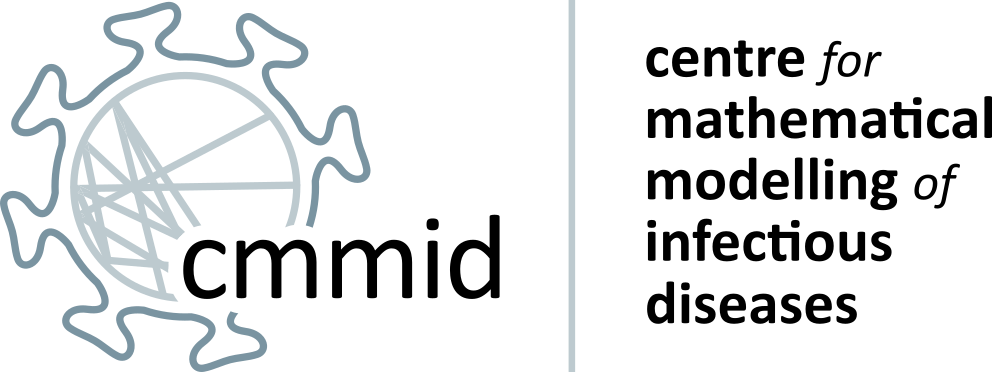 cmmid
centre for
mathematical
modelling of
infectious
diseases